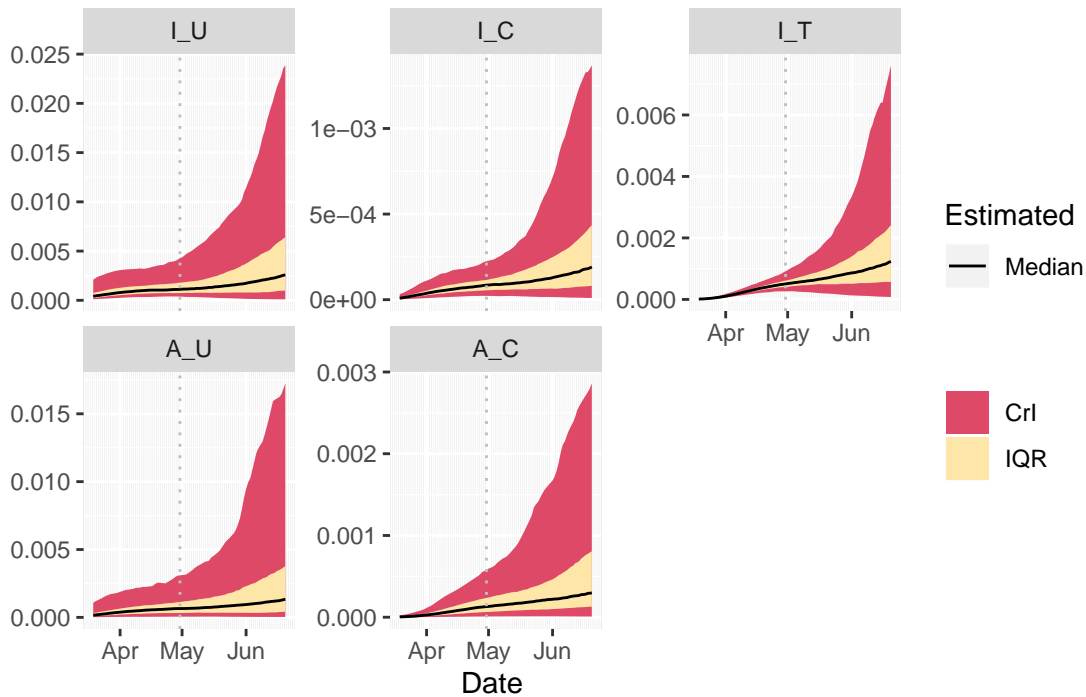 I_U
I_C
I_T
0.025
0.020
0.015
0.010
0.005
0.000
1e−03
5e−04
0e+00
0.006
0.004
0.002
0.000
Apr May Jun
A_U
A_C
0.015
0.010
0.005
0.000
0.003
0.002
0.001
0.000
Apr May Jun
Apr May Jun
Date
Estimated
Median
CrI
IQR